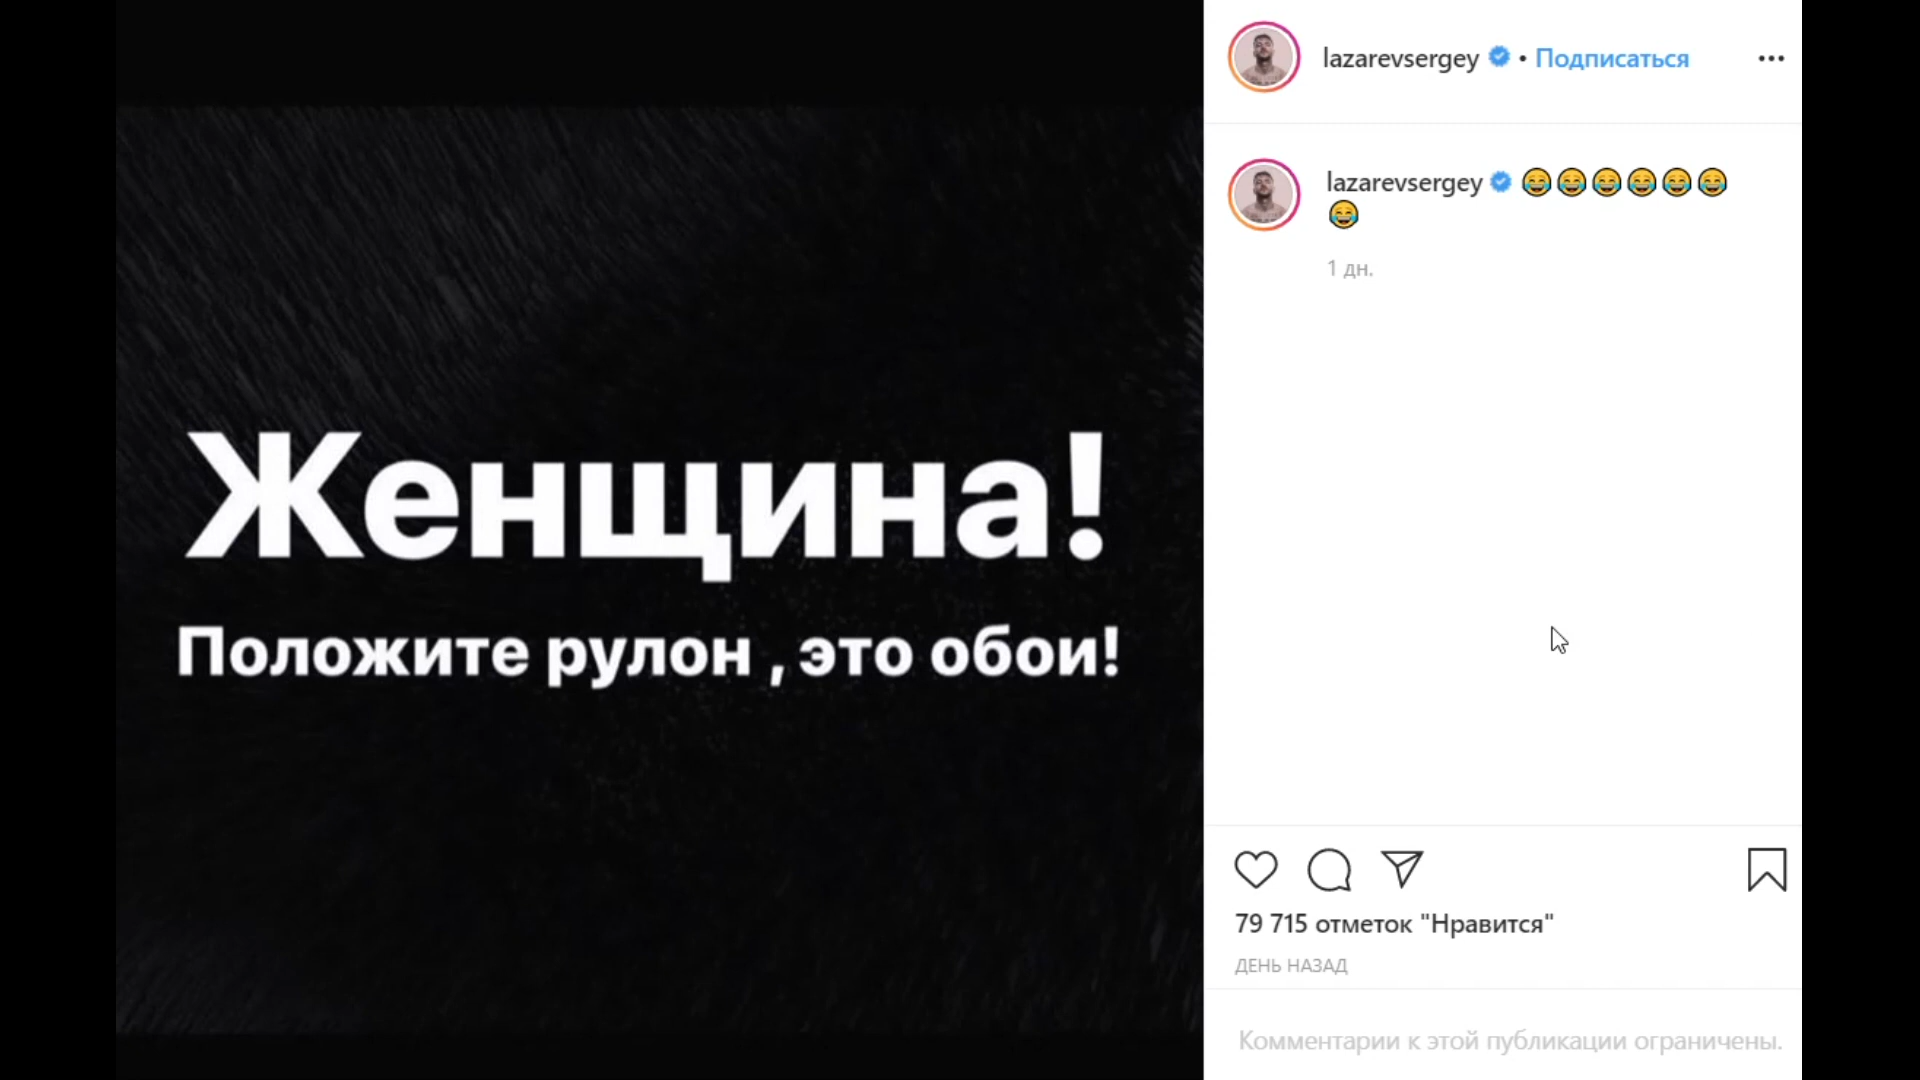 Женщина!
Положите рулон , это обои!
lazarevsergey • Подписаться
lazarevsergey 😂😂😂😂😂😂
😂
1 дн.
79 715 отметок "Нравится"
ДЕНЬ НАЗАД
Комментарии к этой публикации ограничены.